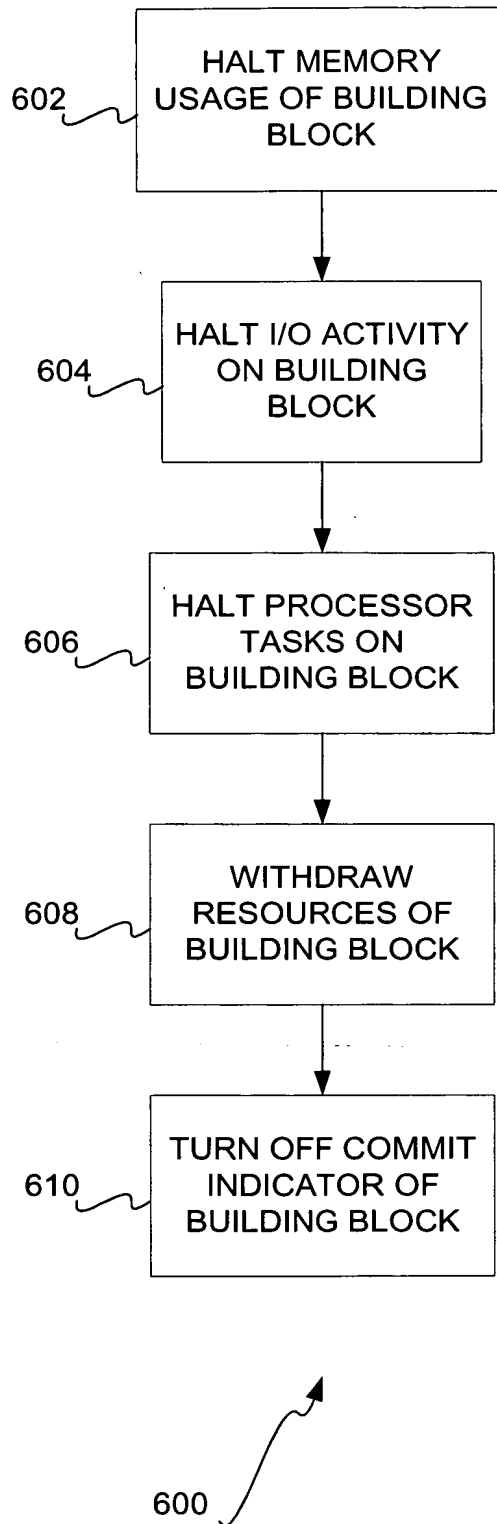 602
HALT MEMORY
USAGE OF BUILDING
BLOCK
604
HALT I/O ACTIVITY
ON BUILDING
BLOCK
606
HALT PROCESSOR
TASKS ON
BUILDING BLOCK
608
WITHDRAW
RESOURCES OF
BUILDING BLOCK
610
TURN OFF COMMIT
INDICATOR OF
BUILDING BLOCK
600